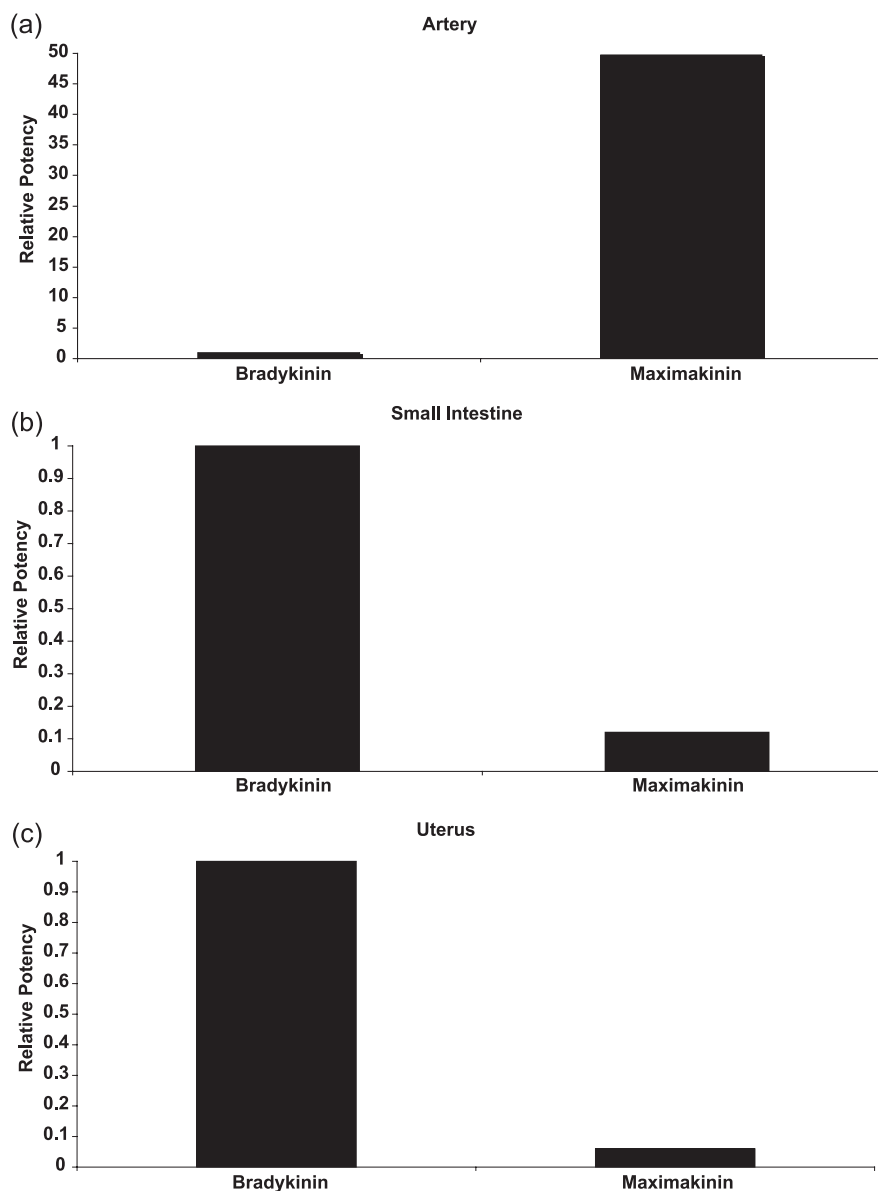 (a)
Artery
50
45
40
35
30
25
20
15
10
5
0
Relative Potency
Bradykinin Maximakinin
(b)
Small Intestine
1
0.9
0.8
0.7
0.6
0.5
0.4
0.3
0.2
0.1
0
Relative Potency
Bradykinin Maximakinin
(c)
Uterus
1
0.9
0.8
0.7
0.6
0.5
0.4
0.3
0.2
0.1
0
Relative Potency
Bradykinin Maximakinin